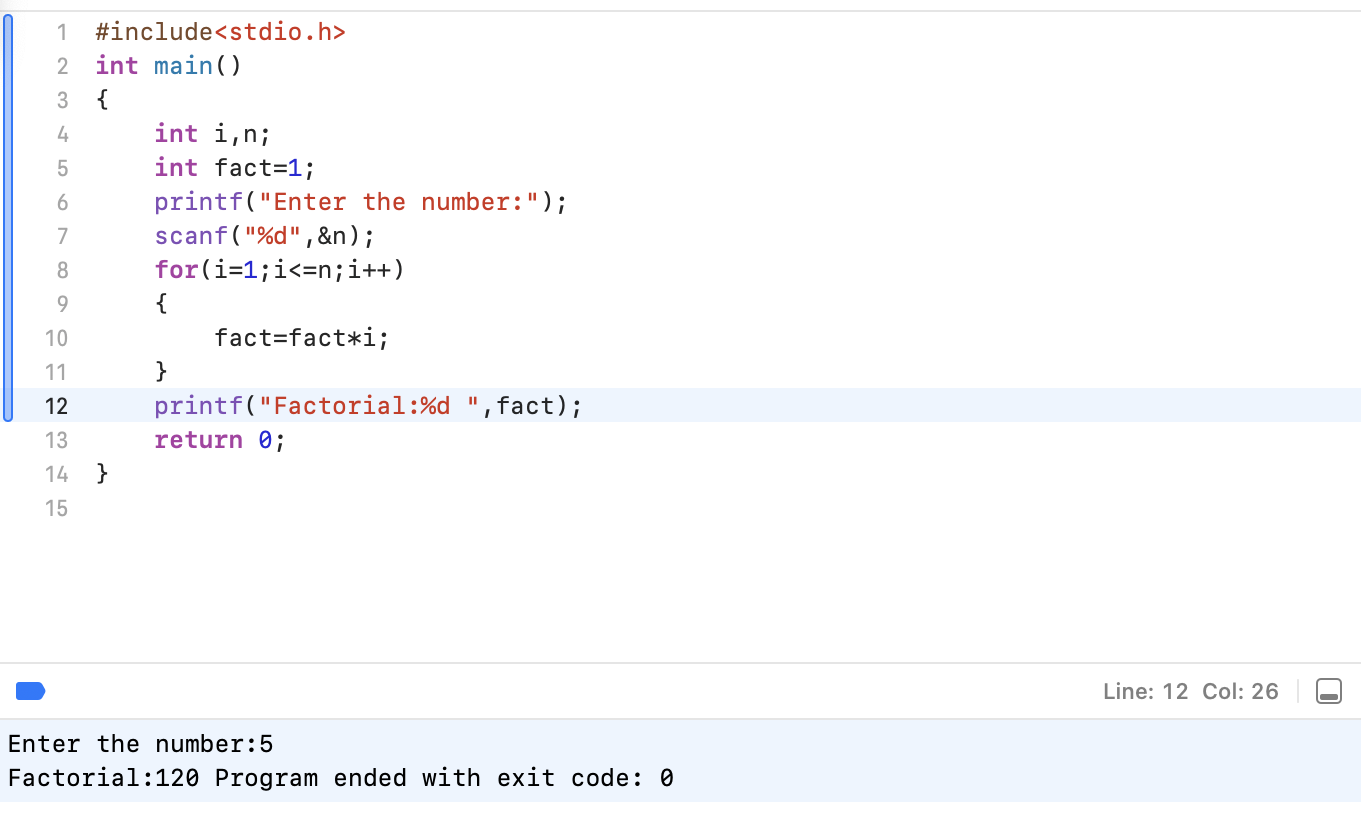 1 #include<stdio.h>
2 int main()
3 {
4     int i,n;
5     int fact=1;
6     printf("Enter the number:");
7     scanf("%d",&n);
8     for(i=1;i<=n;i++)
9     {
10         fact=fact*i;
11     }
12     printf("Factorial:%d ",fact);
13     return 0;
14 }
15
Line: 12 Col: 26
Enter the number:5
Factorial:120 Program ended with exit code: 0